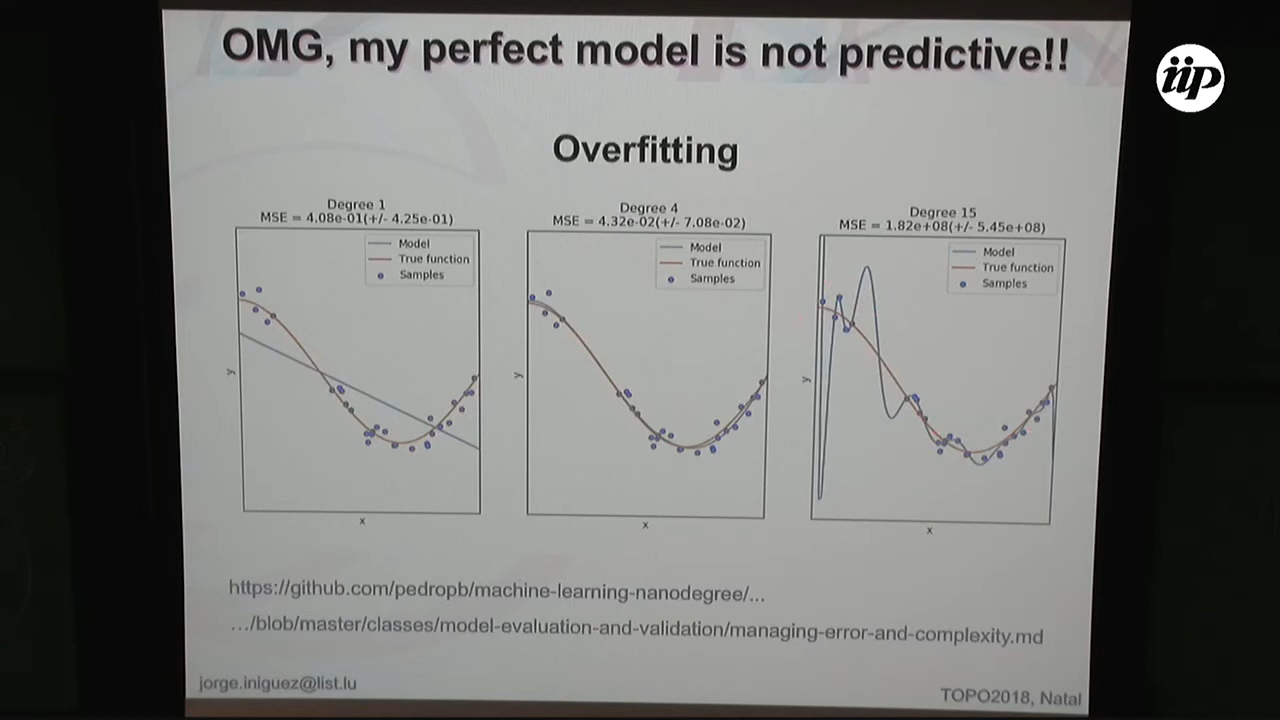 OMG, my perfect model is not predictive!!
iip
Overfitting
Degree 1
MSE = 4.08e-01(+/- 4.25e-01)
Model
True function
Samples
y
x
Degree 4
MSE = 4.32e-02(+/- 7.08e-02)
Model
True function
Samples
y
x
Degree 15
MSE = 1.82e+08(+/- 5.45e+08)
Model
True function
Samples
y
x
https://github.com/pedropb/machine-learning-nanodegree/...
.../blob/master/classes/model-evaluation-and-validation/managing-error-and-complexity.md
jorge.iniguez@list.lu
TOPO2018, Natal